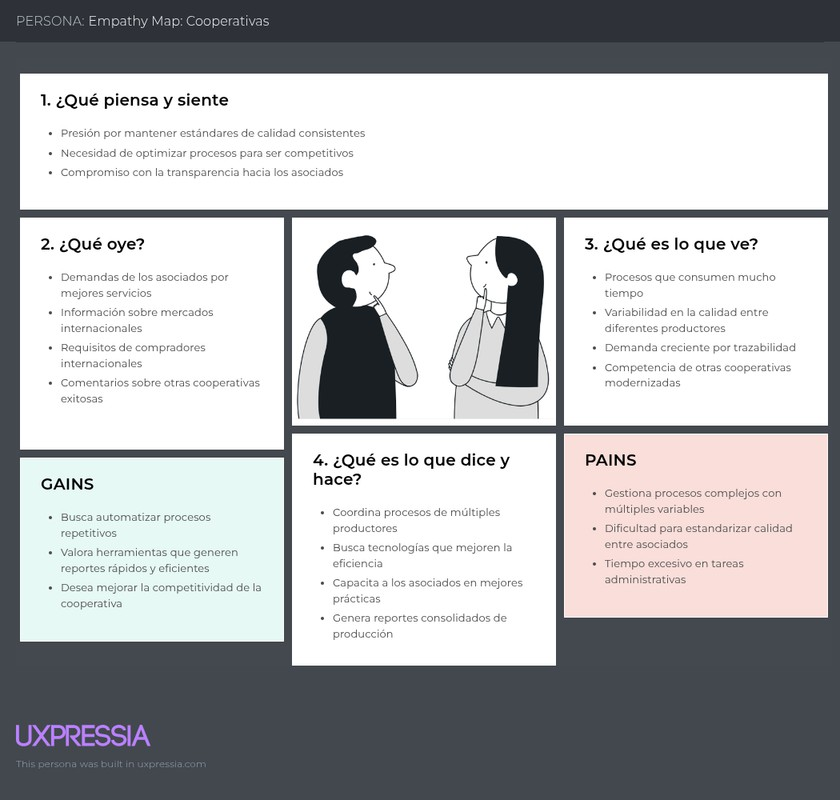 PERSONA: Empathy Map: Cooperativas
1. ¿Qué piensa y siente
• Presión por mantener estándares de calidad consistentes
• Necesidad de optimizar procesos para ser competitivos
• Compromiso con la transparencia hacia los asociados
2. ¿Qué oye?
• Demandas de los asociados por
mejores servicios
• Información sobre mercados
internacionales
• Requisitos de compradores
internacionales
• Comentarios sobre otras cooperativas
exitosas
3. ¿Qué es lo que ve?
• Procesos que consumen mucho
tiempo
• Variabilidad en la calidad entre
diferentes productores
• Demanda creciente por trazabilidad
• Competencia de otras cooperativas
modernizadas
GAINS
• Busca automatizar procesos
repetitivos
• Valora herramientas que generen
reportes rápidos y eficientes
• Desea mejorar la competitividad de la
cooperativa
4. ¿Qué es lo que dice y
hace?
• Coordina procesos de múltiples
productores
• Busca tecnologías que mejoren la
eficiencia
• Capacita a los asociados en mejores
prácticas
• Genera reportes consolidados de
producción
PAINS
• Gestiona procesos complejos con
múltiples variables
• Dificultad para estandarizar calidad
entre asociados
• Tiempo excesivo en tareas
administrativas
UXPRESSIA
This persona was built in uxpressia.com